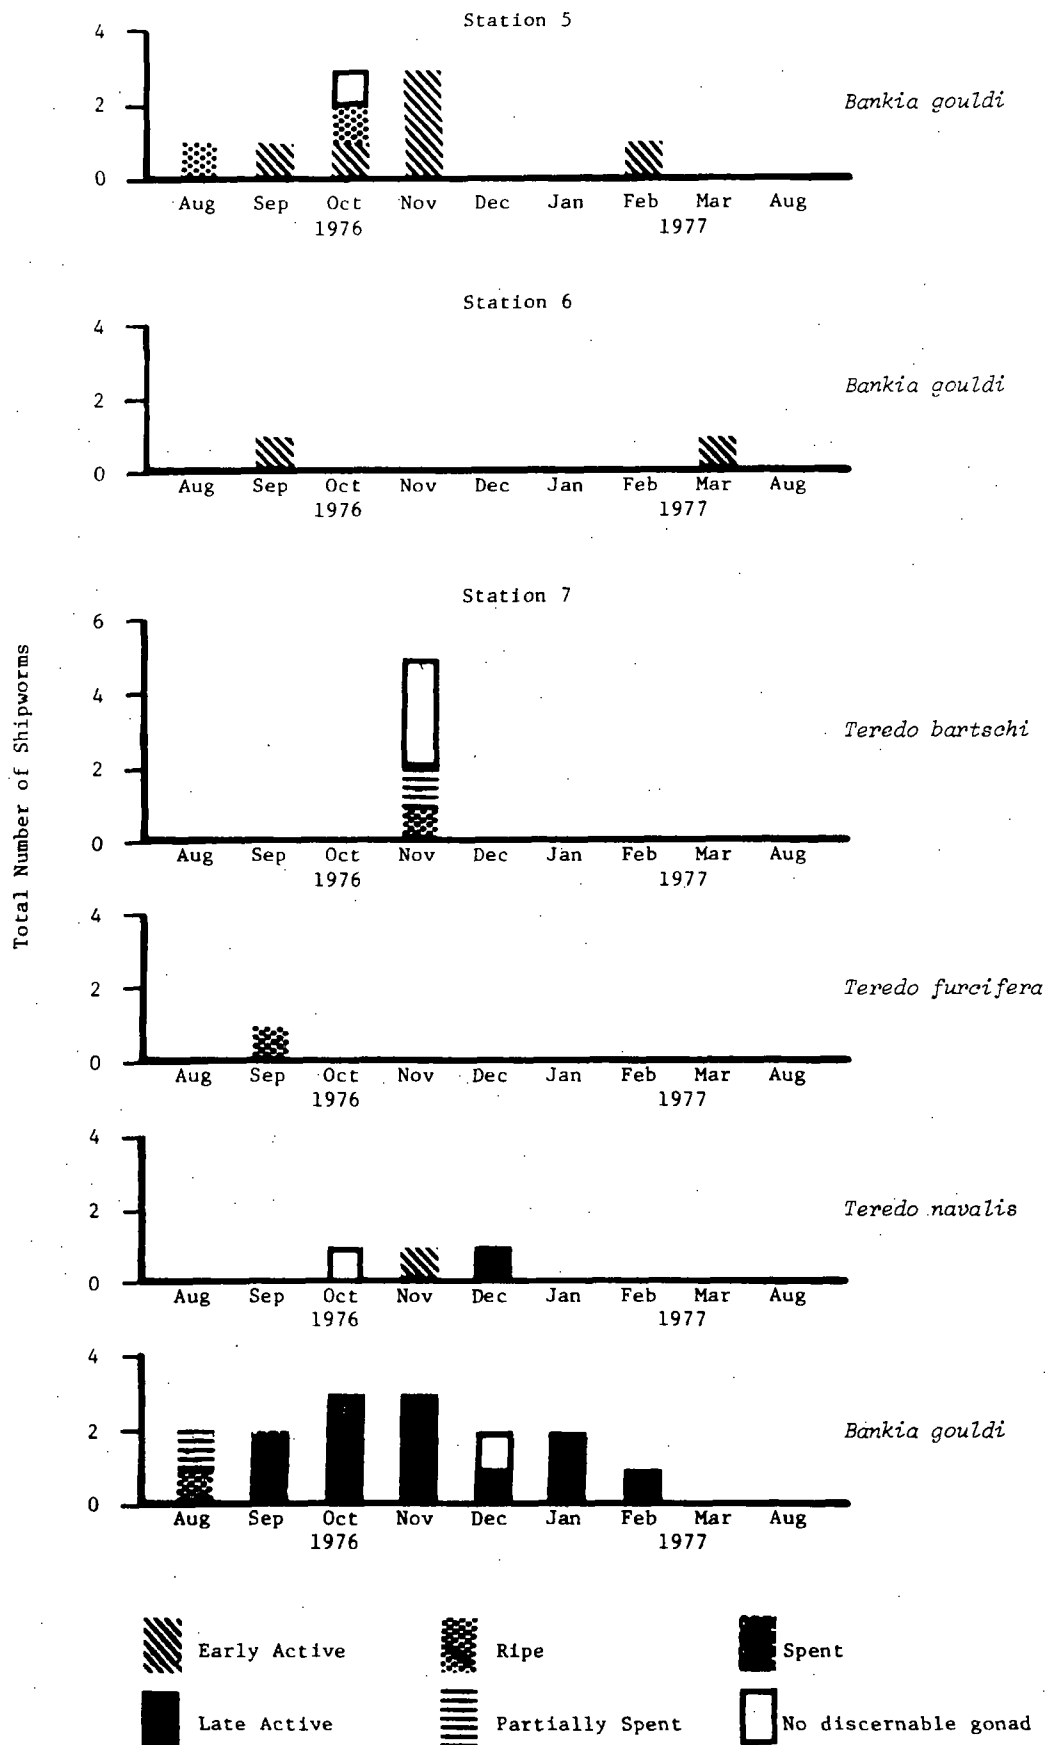 Station 5
4
2
0
Bankia gouldi
Aug Sep Oct Nov Dec Jan Feb Mar Aug
1976 1977
Station 6
4
2
0
Bankia gouldi
Aug Sep Oct Nov Dec Jan Feb Mar Aug
1976 1977
Total Number of Shipworms
Station 7
6
4
2
0
Teredo bartschi
Aug Sep Oct Nov Dec Jan Feb Mar Aug
1976 1977
4
2
0
Teredo furcifera
Aug Sep Oct Nov Dec Jan Feb Mar Aug
1976 1977
4
2
0
Teredo navalis
Aug Sep Oct Nov Dec Jan Feb Mar Aug
1976 1977
4
2
0
Bankia gouldi
Aug Sep Oct Nov Dec Jan Feb Mar Aug
1976 1977
Early Active Ripe Spent
Late Active Partially Spent No discernable gonad